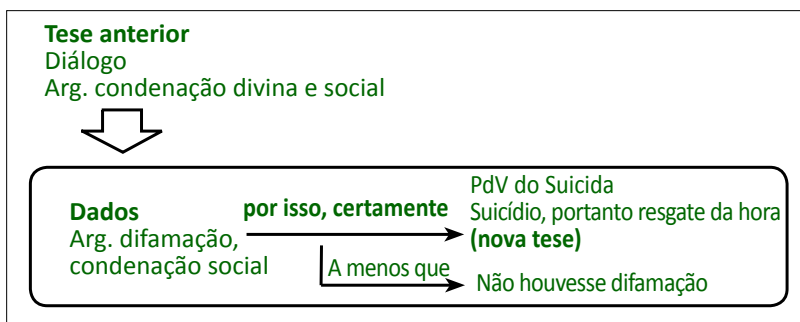 Tese anterior
Diálogo
Arg. condenação divina e social
Dados
Arg. difamação,
condenação social
por isso, certamente
A menos que
PdV do Suicida
Suicídio, portanto resgate da hora
(nova tese)
Não houvesse difamação